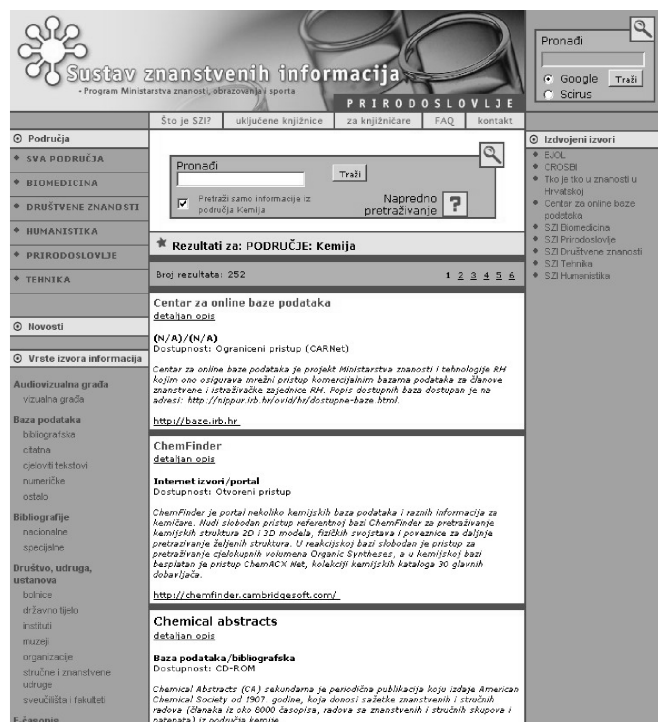 Sustav znanstvenih informacija
- Program Ministarstva znanosti, obrazovanja i sporta
PRIRODOSLOVLJE
Pronađi
Google
Traži
Scirus
Što je SZI?
uključene knjižnice
za knjižničare
FAQ
kontakt
Područja
SVA PODRUČJA
BIOMEDICINA
DRUŠTVENE ZNANOSTI
HUMANISTIKA
PRIRODOSLOVLJE
TEHNIKA
Novosti
Vrste izvora informacija
Audiovizualna građa
vizualna građa
Baza podataka
bibliografska
citatna
cjeloviti tekstovi
numeričke
ostalo
Bibliografije
nacionalne
specijalne
Društvo, udruga,
ustanova
bolnice
državno tijelo
instituti
muzeji
organizacije
stručne i znanstvene
udruge
sveučilišta i fakulteti
E-časopis
Pronađi
Traži
Pretraži samo informacije iz
područja Kemija
Napredno
pretraživanje
?
Rezultati za: PODRUČJE: Kemija
Broj rezultata: 252
1 2 3 4 5 6
Centar za online baze podataka
detaljan opis
(N/A)/(N/A)
Dostupnost: Ograniceni pristup (CARNet)
Centar za online baze podataka je projekt Ministarstva znanosti i tehnologije RH
kojim ono osigurava mrežni pristup komercijalnim bazama podataka za članove
znanstvene i istraživačke zajednice RH. Popis dostupnih baza dostupan je na
adresi: http://nippur.irb.hr/ovid/hr/dostupne-baze.html.
http://baze.irb.hr
ChemFinder
detaljan opis
Internet izvori/portal
Dostupnost: Otvoreni pristup
ChemFinder je portal nekoliko kemijskih baza podataka i raznih informacija za
kemičare. Nudi slobodan pristup referentnoj bazi ChemFinder za pretraživanje
kemijskih struktura 2D i 3D modela, fizičkih svojstava i poveznice za daljnje
pretrazivanje željenih struktura. U reakcijskoj bazi slobodan je pristup za
pretraživanje cjelokupnih volumena Organic Syntheses, a u kemijskoj bazi
besplatan je pristup ChemACX Net, kolekciji kemijskih kataloga 30 glavnih
dobavljača.
http://chemfinder.cambridgesoft.com/
Chemical abstracts
detaljan opis
Baza podataka/bibliografska
Dostupnost: CD-ROM
Chemical Abstracts (CA) sekundarna je periodična publikacija koju izdaje American
Chemical Society od 1907. godine, koja donosi sažetke znanstvenih i stručnih
radova (članaka iz oko 8000 časopisa, radova sa znanstvenih i stručnih skupova i
patenata) iz područja kemije.
Izdvojeni izvori
EJOL
CROSBI
Tko je tko u znanosti u
Hrvatskoj
Centar za online baze
podataka
SZI Biomedicina
SZI Prirodoslovlje
SZI Društvene znanosti
SZI Tehnika
SZI Humanistika